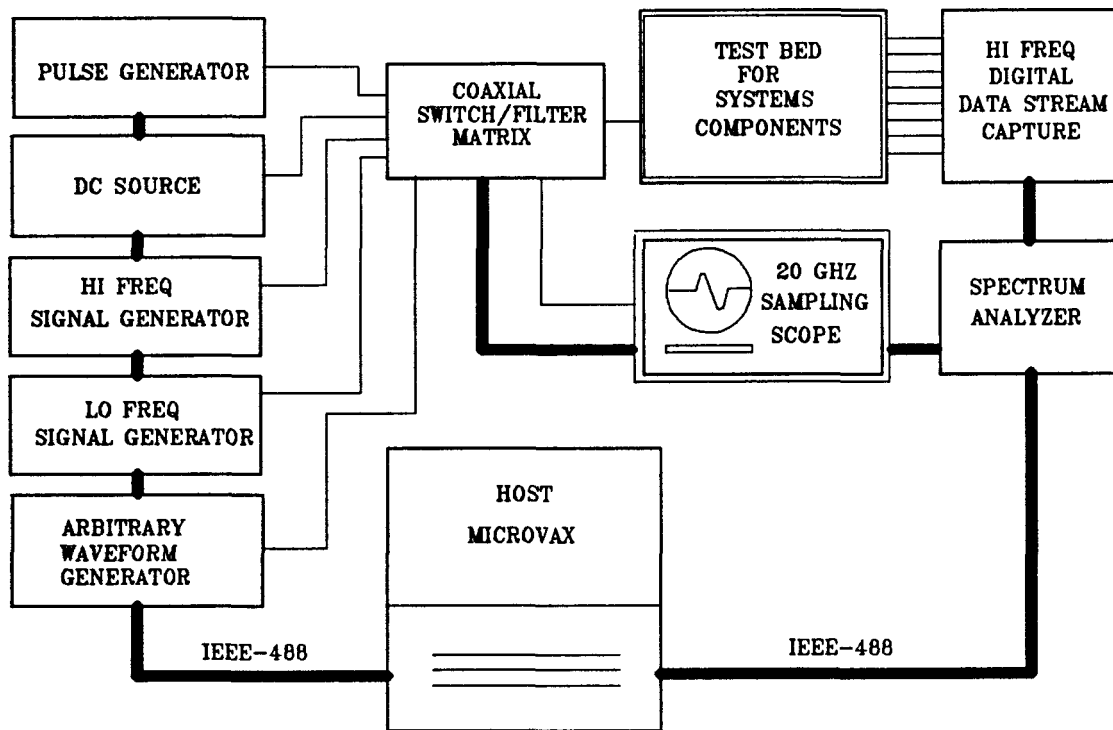 PULSE GENERATOR
DC SOURCE
HI FREQ
SIGNAL GENERATOR
LO FREQ
SIGNAL GENERATOR
ARBITRARY
WAVEFORM
GENERATOR
COAXIAL
SWITCH/FILTER
MATRIX
TEST BED
FOR
SYSTEMS
COMPONENTS
HI FREQ
DIGITAL
DATA STREAM
CAPTURE
20 GHZ
SAMPLING
SCOPE
SPECTRUM
ANALYZER
HOST
MICROVAX
IEEE-488
IEEE-488